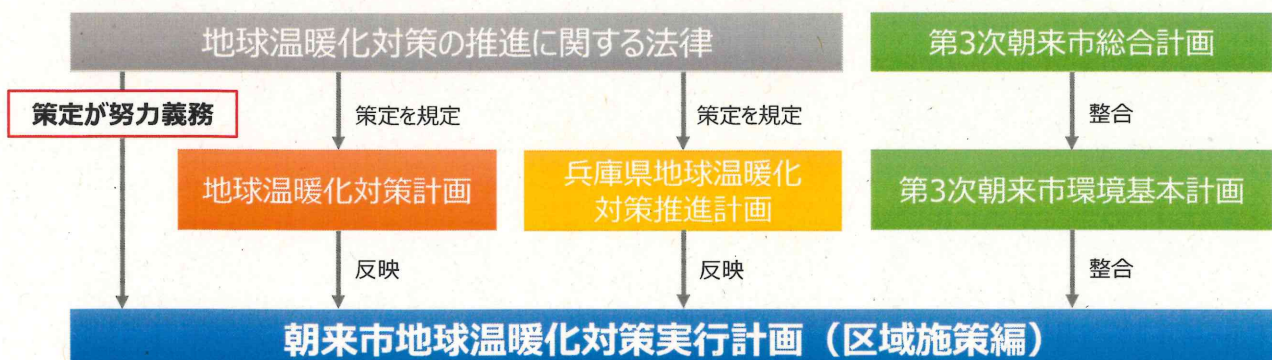 地球温暖化対策の推進に関する法律
第3次朝来市総合計画
策定が努力義務
策定を規定
策定を規定
整合
地球温暖化対策計画
兵庫県地球温暖化
対策推進計画
第3次朝来市環境基本計画
反映
反映
整合
朝来市地球温暖化対策実行計画（区域施策編）